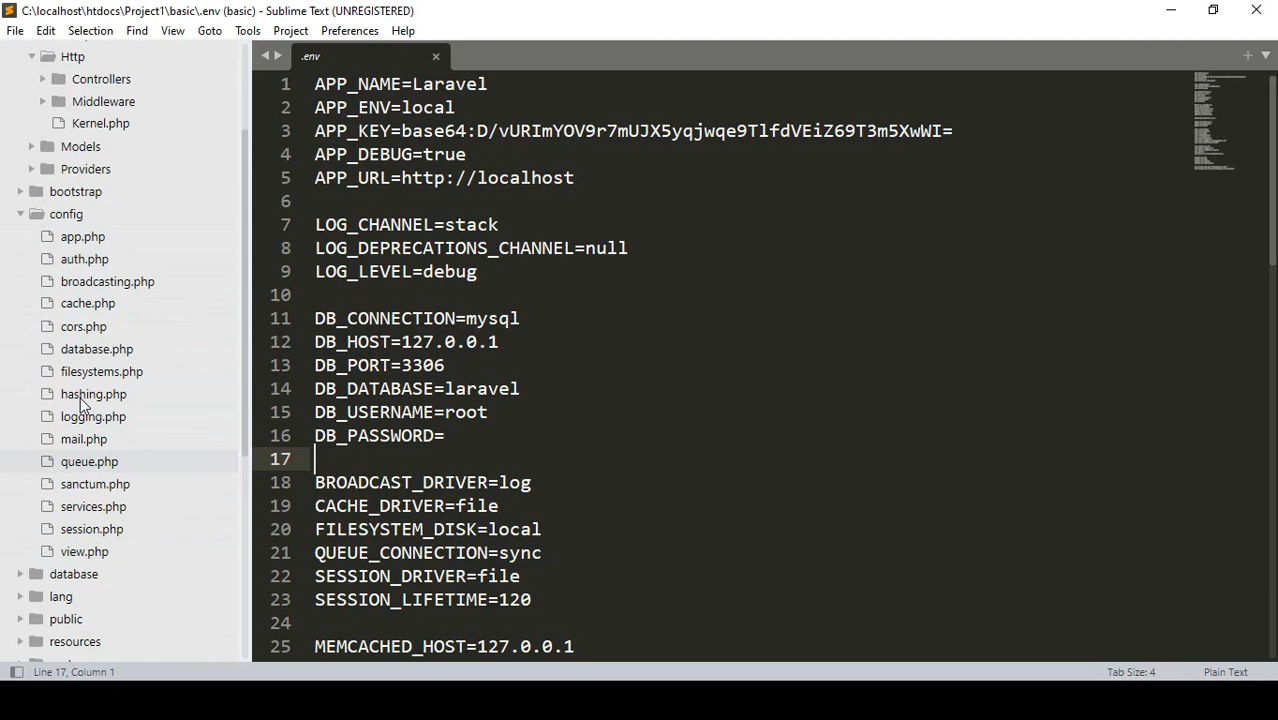 C:\localhost\htdocs\Project1\basic\.env (basic) - Sublime Text (UNREGISTERED)
File Edit Selection Find View Goto Tools Project Preferences Help
Http
Controllers
Middleware
Kernel.php
Models
Providers
bootstrap
config
app.php
auth.php
broadcasting.php
cache.php
cors.php
database.php
filesystems.php
hashing.php
logging.php
mail.php
queue.php
sanctum.php
services.php
session.php
view.php
database
lang
public
resources
.env
1 APP_NAME=Laravel
2 APP_ENV=local
3 APP_KEY=base64:D/vURImYOV9r7mUJX5yqjwqe9TlfdVEiZ69T3m5XwWI=
4 APP_DEBUG=true
5 APP_URL=http://localhost
6
7 LOG_CHANNEL=stack
8 LOG_DEPRECATIONS_CHANNEL=null
9 LOG_LEVEL=debug
10
11 DB_CONNECTION=mysql
12 DB_HOST=127.0.0.1
13 DB_PORT=3306
14 DB_DATABASE=laravel
15 DB_USERNAME=root
16 DB_PASSWORD=
17
18 BROADCAST_DRIVER=log
19 CACHE_DRIVER=file
20 FILESYSTEM_DISK=local
21 QUEUE_CONNECTION=sync
22 SESSION_DRIVER=file
23 SESSION_LIFETIME=120
24
25 MEMCACHED_HOST=127.0.0.1
Line 17, Column 1
Tab Size: 4
Plain Text